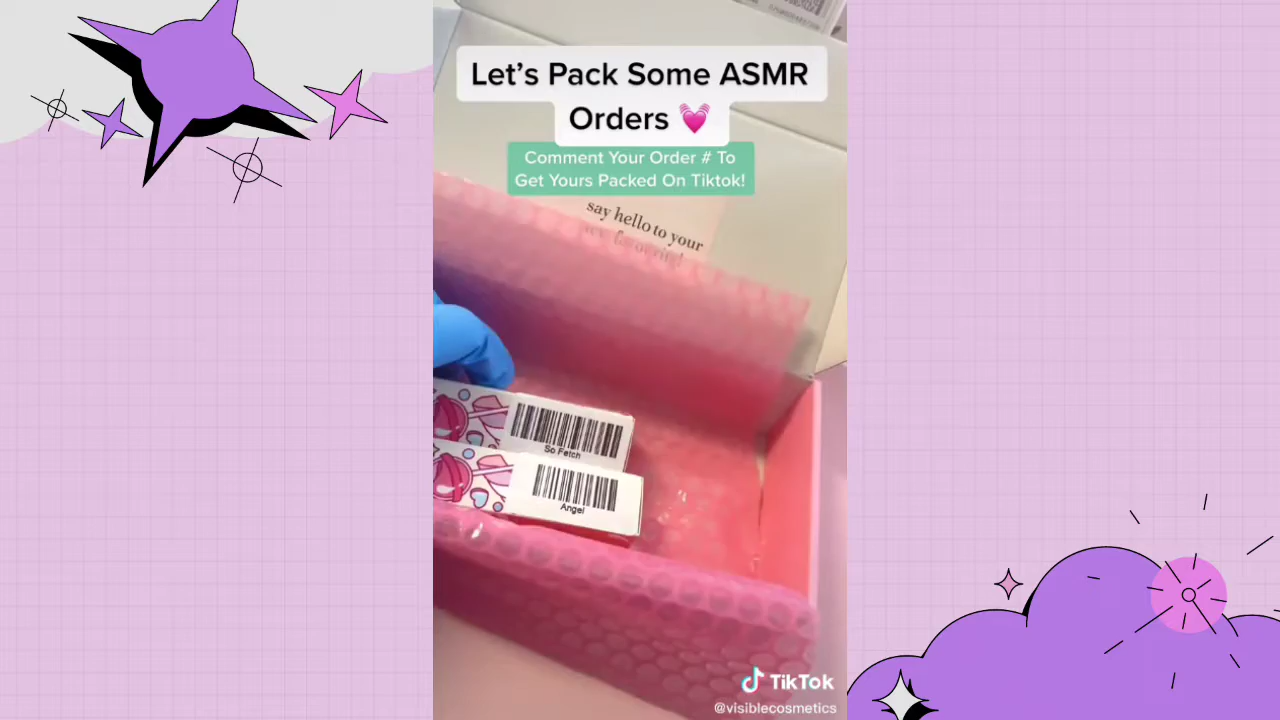 Let's Pack Some ASMR
Orders 💓
Comment Your Order # To
Get Yours Packed On Tiktok!
say hello to your
So Fetch
Angel
TikTok
@visiblecosmetics